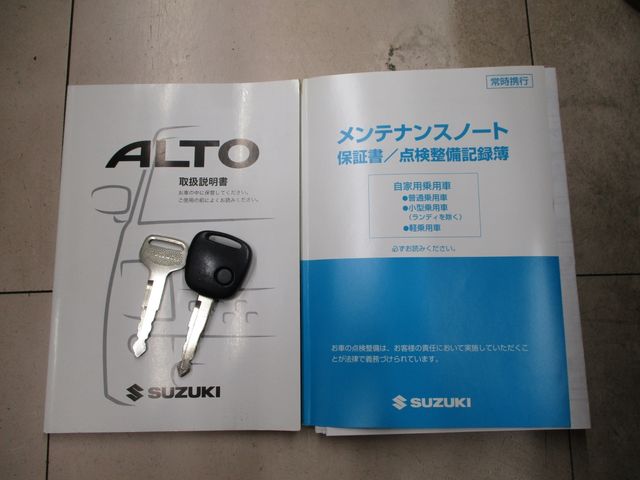 ALTO
取扱説明書
お車の中に保管してください。
ご使用の前によくお読みください。
SUZUKI
常時携行
メンテナンスノート
保証書/点検整備記録簿
自家用乗用車
●普通乗用車
●小型乗用車
(ランディを除く)
●軽乗用車
必ずお読みください。
お車の点検整備は、お客様の責任において実施していただくこ
とが法律で義務づけられています。
SUZUKI